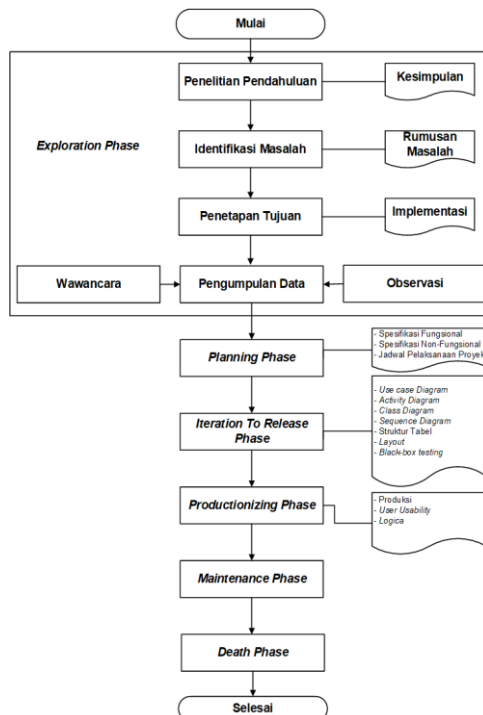 Mulai
Penelitian Pendahuluan
Kesimpulan
Exploration Phase
Identifikasi Masalah
Rumusan
Masalah
Penetapan Tujuan
Implementasi
Wawancara
Pengumpulan Data
Observasi
Planning Phase
- Spesifikasi Fungsional
- Spesifikasi Non-Fungsional
- Jadwal Pelaksanaan Proyek
Iteration To Release
Phase
- Use case Diagram
- Activity Diagram
- Class Diagram
- Sequence Diagram
- Struktur Tabel
- Layout
- Black-box testing
Productionizing Phase
- Produksi
- User Usability
- Logica
Maintenance Phase
Death Phase
Selesai